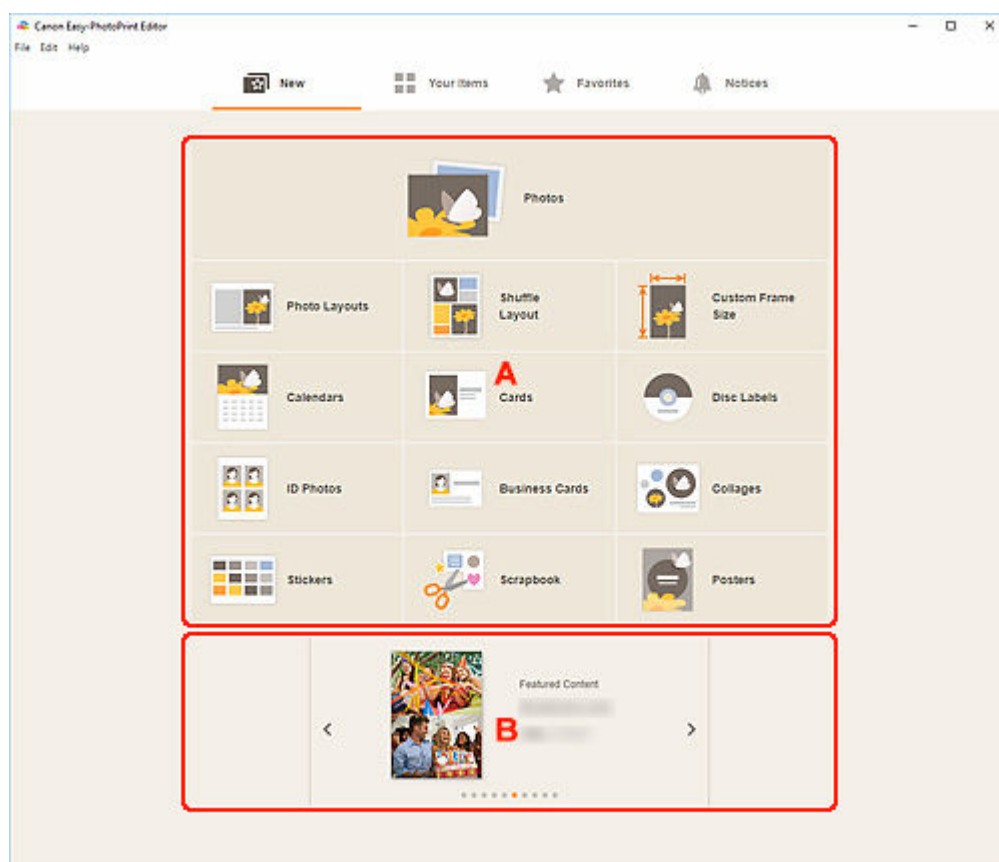 Canon Easy-PhotoPrint Editor
File Edit Help
New Your Items Favorites Notices
Photos
Photo Layouts
Shuffle
Layout
Custom Frame
Size
A
Calendars
Cards
Disc Labels
ID Photos
Business Cards
Collages
Stickers
Scrapbook
Posters
Featured Content
B